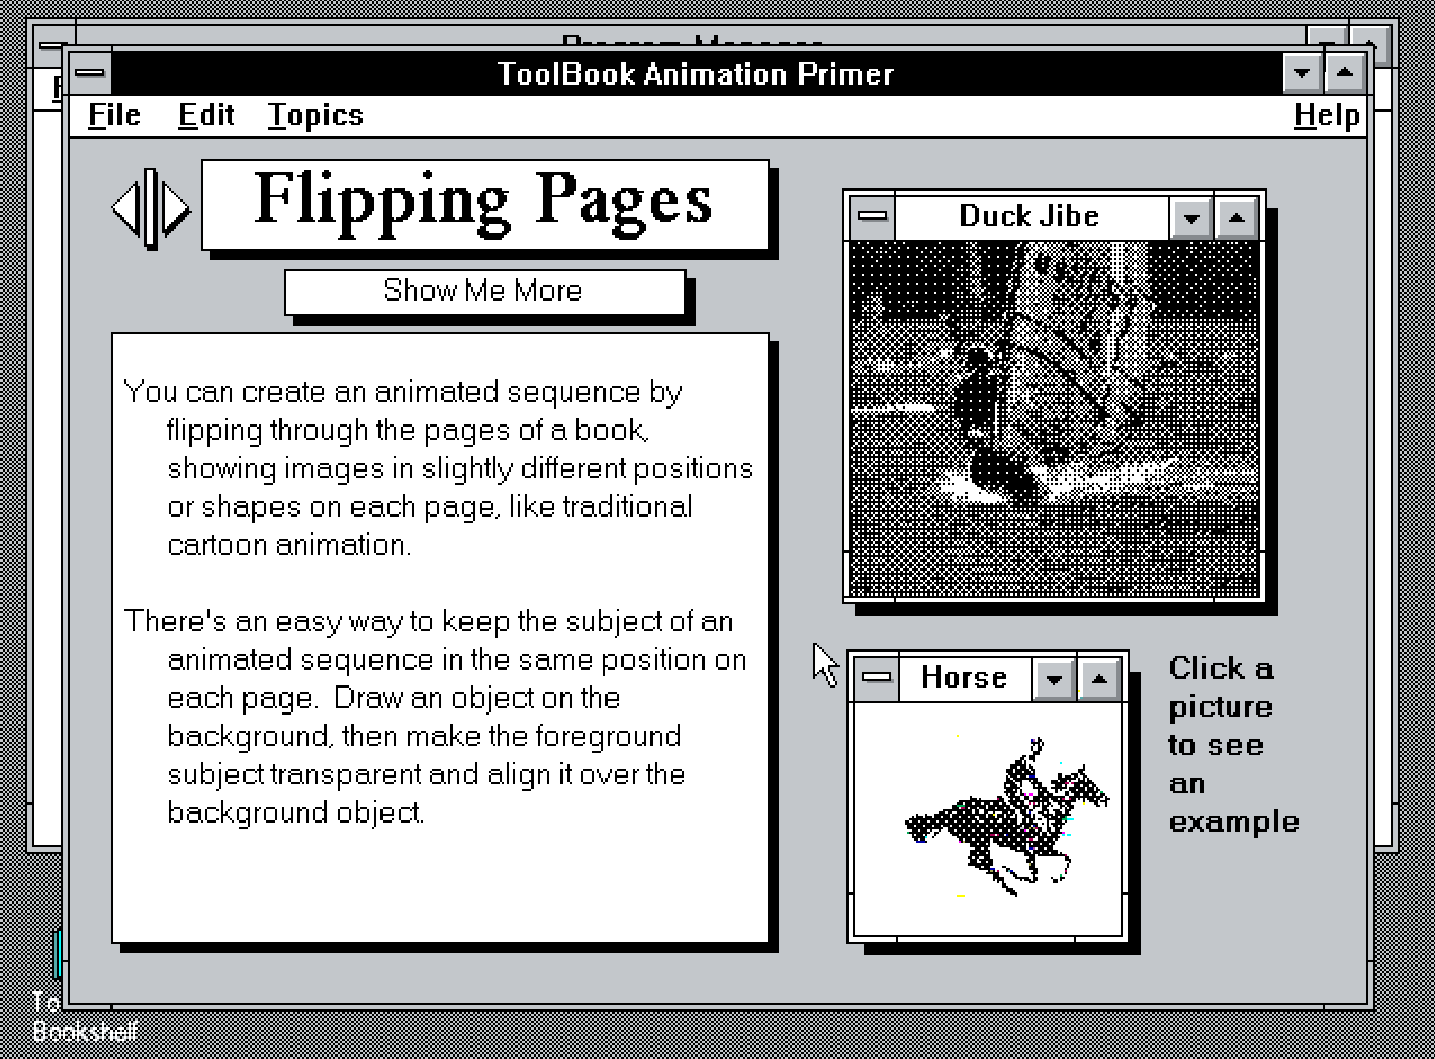 Program Manager
ToolBook Animation Primer
File Edit Topics Help
Flipping Pages
Show Me More
You can create an animated sequence by
flipping through the pages of a book,
showing images in slightly different positions
or shapes on each page, like traditional
cartoon animation.
There's an easy way to keep the subject of an
animated sequence in the same position on
each page. Draw an object on the
background, then make the foreground
subject transparent and align it over the
background object.
Duck Jibe
Horse
Click a
picture
to see
an
example
Bookshelf